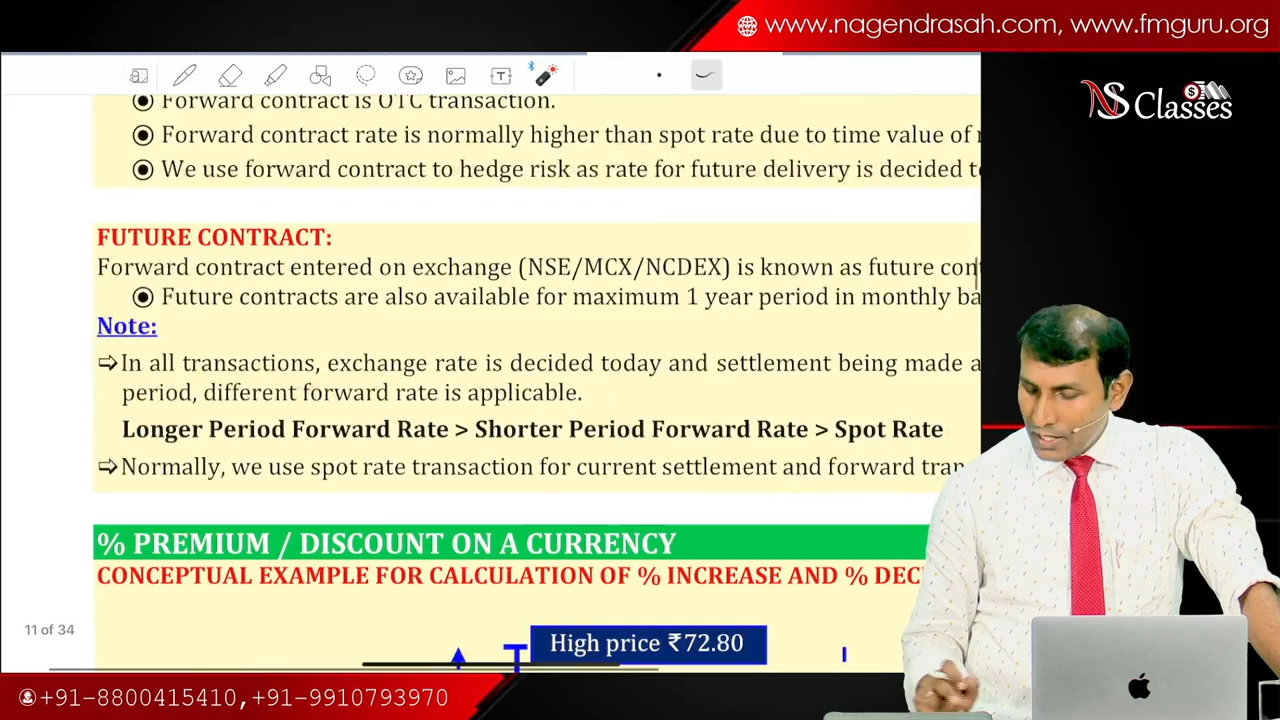 www.nagendrasah.com, www.fmguru.org
NS Classes
Forward contract is OTC transaction.
Forward contract rate is normally higher than spot rate due to time value of
We use forward contract to hedge risk as rate for future delivery is decided
FUTURE CONTRACT:
Forward contract entered on exchange (NSE/MCX/NCDEX) is known as future con
Future contracts are also available for maximum 1 year period in monthly ba
Note:
⇨In all transactions, exchange rate is decided today and settlement being made a
period, different forward rate is applicable.
Longer Period Forward Rate > Shorter Period Forward Rate > Spot Rate
⇨Normally, we use spot rate transaction for current settlement and forward tran
% PREMIUM / DISCOUNT ON A CURRENCY
CONCEPTUAL EXAMPLE FOR CALCULATION OF % INCREASE AND % DEC
11 of 34
High price ₹72.80
+91-8800415410,+91-9910793970